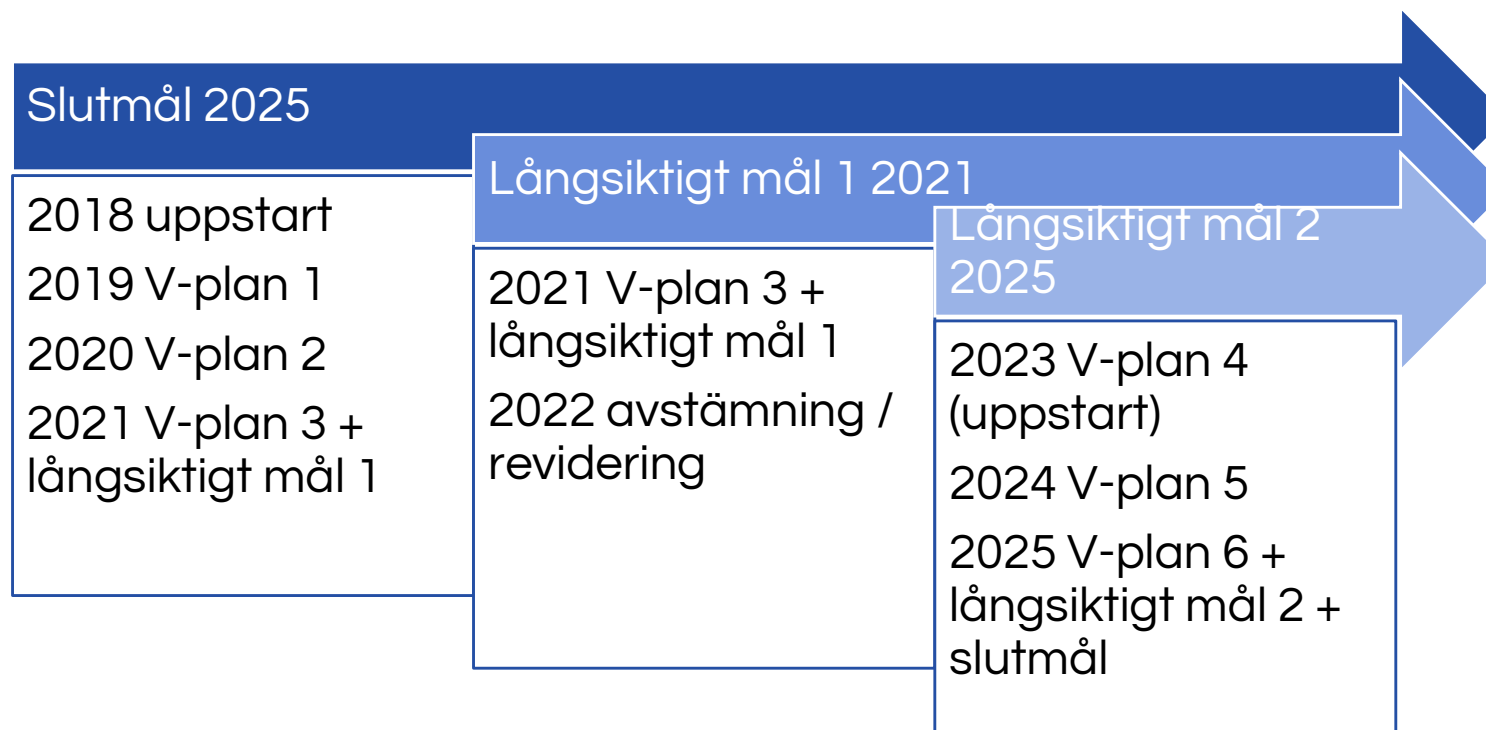 Slutmål 2025
2018 uppstart
2019 V-plan 1
2020 V-plan 2
2021 V-plan 3 +
långsiktigt mål 1
Långsiktigt mål 1 2021
2021 V-plan 3 +
långsiktigt mål 1
2022 avstämning /
revidering
Långsiktigt mål 2
2025
2023 V-plan 4
(uppstart)
2024 V-plan 5
2025 V-plan 6 +
långsiktigt mål 2 +
slutmål